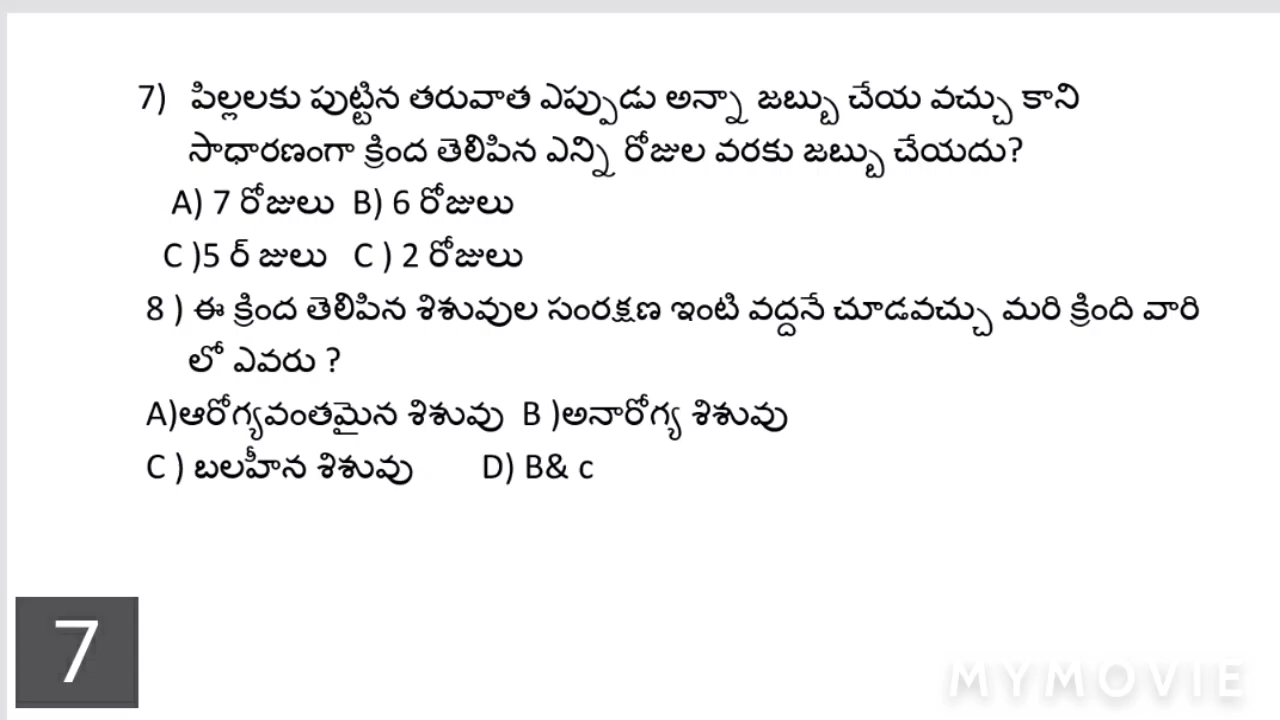 7) పిల్లలకు పుట్టిన తరువాత ఎప్పుడు అన్నా జబ్బు చేయ వచ్చు కాని
సాధారణంగా క్రింద తెలిపిన ఎన్ని రోజుల వరకు జబ్బు చేయదు?
A) 7 రోజులు B) 6 రోజులు
C )5 ర్ జులు C ) 2 రోజులు
8 ) ఈ క్రింద తెలిపిన శిశువుల సంరక్షణ ఇంటి వద్దనే చూడవచ్చు మరి క్రింది వారి
లో ఎవరు ?
A)ఆరోగ్యవంతమైన శిశువు B )అనారోగ్య శిశువు
C ) బలహీన శిశువు D) B& c
7
MYMOVIE